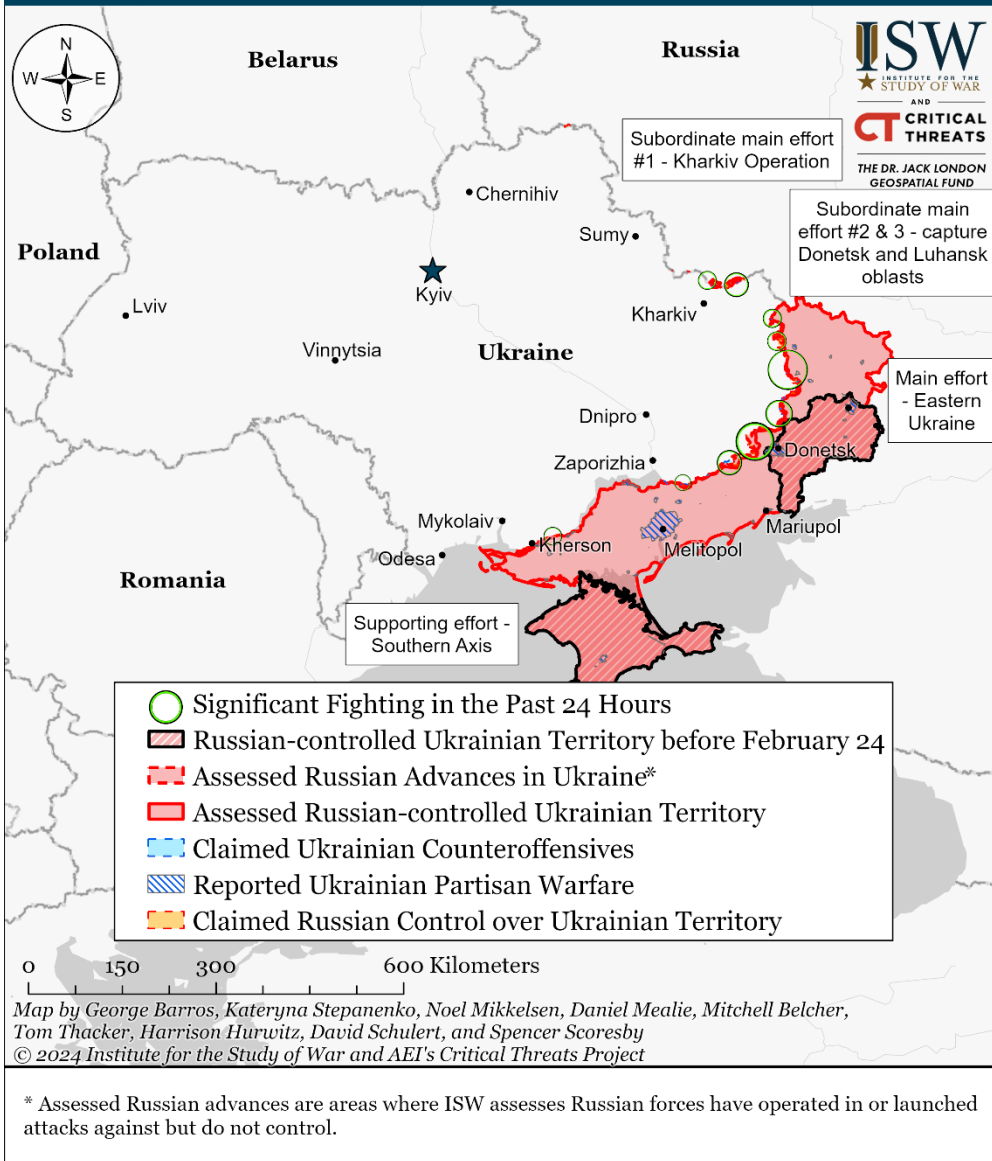 N
W
E
S
Belarus
Russia
ISW
INSTITUTE FOR THE
STUDY OF WAR
AND
CT CRITICAL
THREATS
THE DR. JACK LONDON
GEOSPATIAL FUND
Subordinate main effort
#1 - Kharkiv Operation
Subordinate main
effort #2 & 3 - capture
Donetsk and Luhansk
oblasts
Chernihiv
Sumy
Poland
Kyiv
Lviv
Kharkiv
Vinnytsia
Ukraine
Main effort
- Eastern
Ukraine
Dnipro
Donetsk
Zaporizhia
Mykolaiv
Mariupol
Kherson
Melitopol
Odesa
Romania
Supporting effort -
Southern Axis
Significant Fighting in the Past 24 Hours
Russian-controlled Ukrainian Territory before February 24
Assessed Russian Advances in Ukraine*
Assessed Russian-controlled Ukrainian Territory
Claimed Ukrainian Counteroffensives
Reported Ukrainian Partisan Warfare
Claimed Russian Control over Ukrainian Territory
0 150 300 600 Kilometers
Map by George Barros, Kateryna Stepanenko, Noel Mikkelsen, Daniel Mealie, Mitchell Belcher,
Tom Thacker, Harrison Hurwitz, David Schulert, and Spencer Scoresby
© 2024 Institute for the Study of War and AEI's Critical Threats Project
* Assessed Russian advances are areas where ISW assesses Russian forces have operated in or launched
attacks against but do not control.